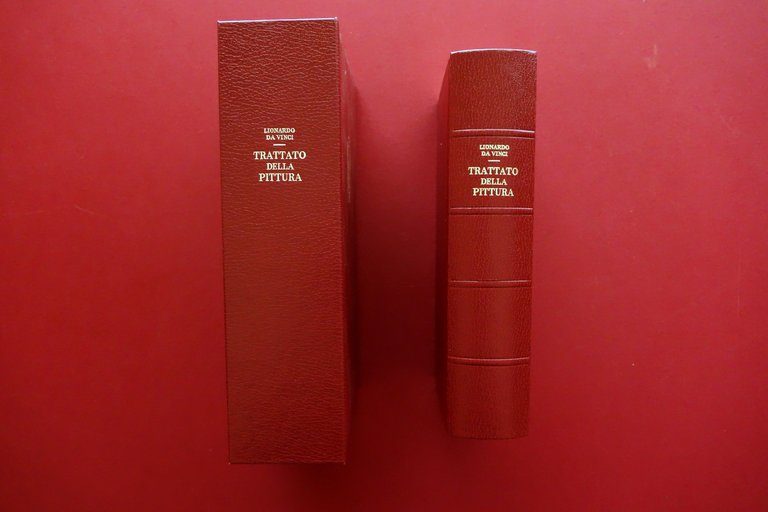 LIONARDO
DA VINCI
TRATTATO
DELLA
PITTURA
LIONARDO
DA VINCI
TRATTATO
DELLA
PITTURA